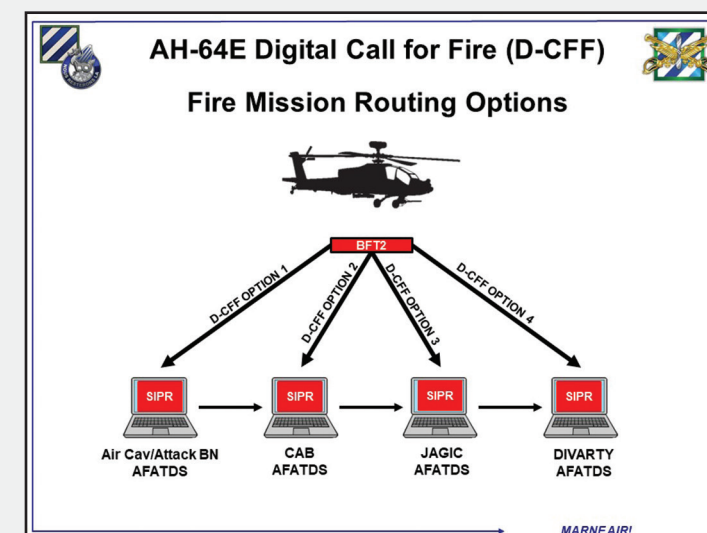 AH-64E Digital Call for Fire (D-CFF)
Fire Mission Routing Options
BFT2
D-CFF OPTION 1
D-CFF OPTION 2
D-CFF OPTION 3
D-CFF OPTION 4
SIPR
SIPR
SIPR
SIPR
Air Cav/Attack BN
AFATDS
CAB
AFATDS
JAGIC
AFATDS
DIVARTY
AFATDS
MARNE AIR!